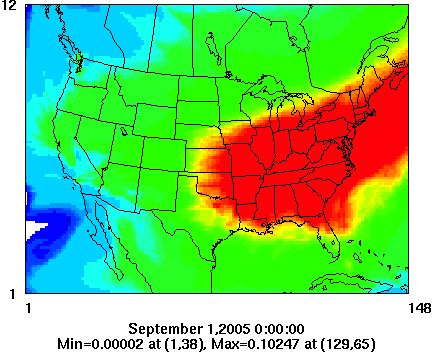 12
1
1
148
September 1,2005 0:00:00
Min=0.00002 at (1,38), Max=0.10247 at (129,65)